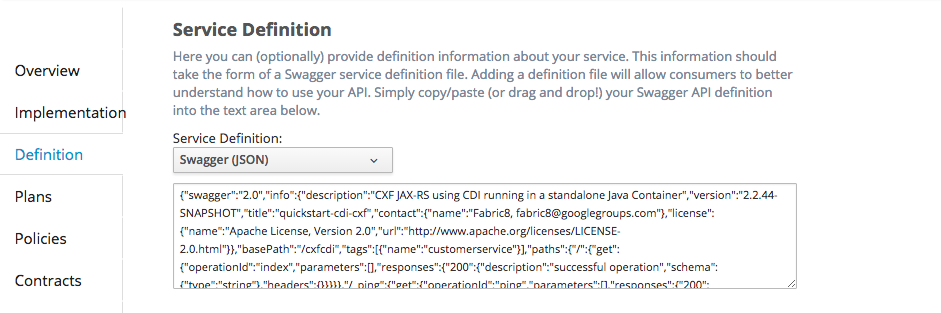 Service Definition
Here you can (optionally) provide definition information about your service. This information should
take the form of a Swagger service definition file. Adding a definition file will allow consumers to better
understand how to use your API. Simply copy/paste (or drag and drop!) your Swagger API definition
into the text area below.
Overview
Implementation
Definition
Plans
Policies
Contracts
Service Definition:
Swagger (JSON)
{"swagger":"2.0","info":{"description":"CXF JAX-RS using CDI running in a standalone Java Container","version":"2.2.44-
SNAPSHOT","title":"quickstart-cdi-cxf","contact":{"name":"Fabric8, fabric8@googlegroups.com"},"license":
{"name":"Apache License, Version 2.0","url":"http://www.apache.org/licenses/LICENSE-
2.0.html"}},"basePath":"/cxfcdi","tags":[{"name":"customerservice"}],"paths":{"/":{"get":
{"operationId":"index","parameters":[],"responses":{"200":{"description":"successful operation","schema":
{"type":"string"},"headers":{}}}}},"/_ping":{"get":{"operationId":"ping","parameters":[],"responses":{"200":